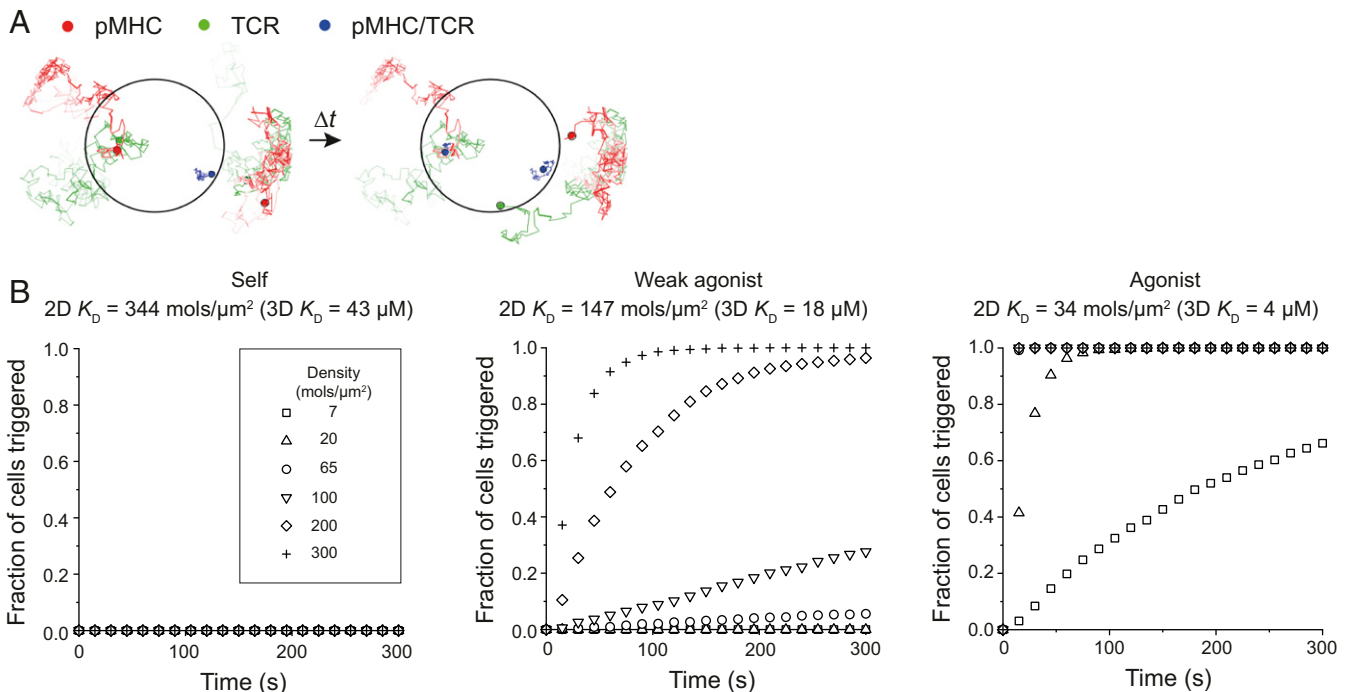 A
pMHC TCR pMHC/TCR
Δt
B
Self
2D KD = 344 mols/µm² (3D KD = 43 µM)
Fraction of cells triggered
1.0
0.8
0.6
0.4
0.2
0.0
Density
(mols/µm²)
7
20
65
100
200
300
0 100 200 300
Time (s)
Weak agonist
2D KD = 147 mols/µm² (3D KD = 18 µM)
Fraction of cells triggered
1.0
0.8
0.6
0.4
0.2
0.0
0 100 200 300
Time (s)
Agonist
2D KD = 34 mols/µm² (3D KD = 4 µM)
Fraction of cells triggered
1.0
0.8
0.6
0.4
0.2
0.0
0 100 200 300
Time (s)